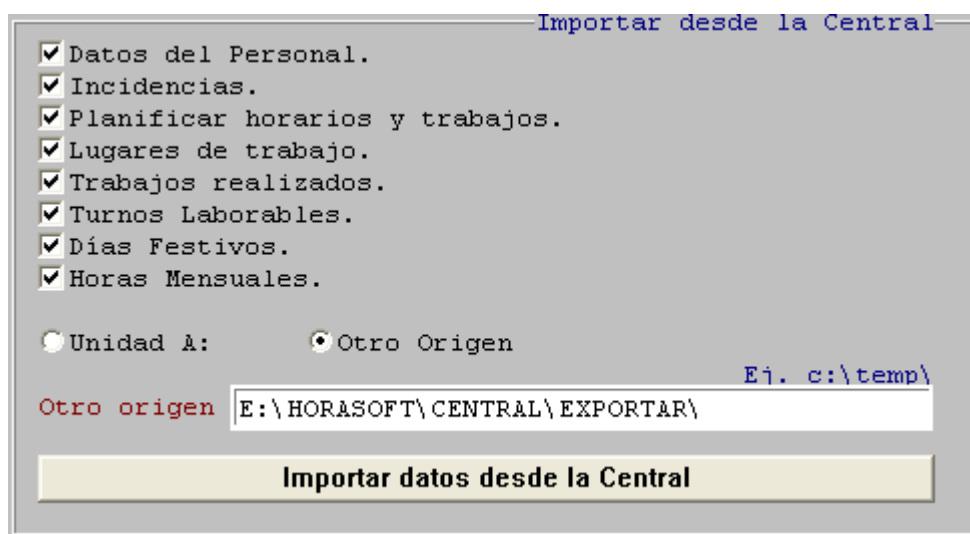 Importar desde la Central
Datos del Personal.
Incidencias.
Planificar horarios y trabajos.
Lugares de trabajo.
Trabajos realizados.
Turnos Laborables.
Días Festivos.
Horas Mensuales.
Unidad A: Otro Origen
Ej. c:\temp\
Otro origen E:\HORASOFT\CENTRAL\EXPORTAR\
Importar datos desde la Central